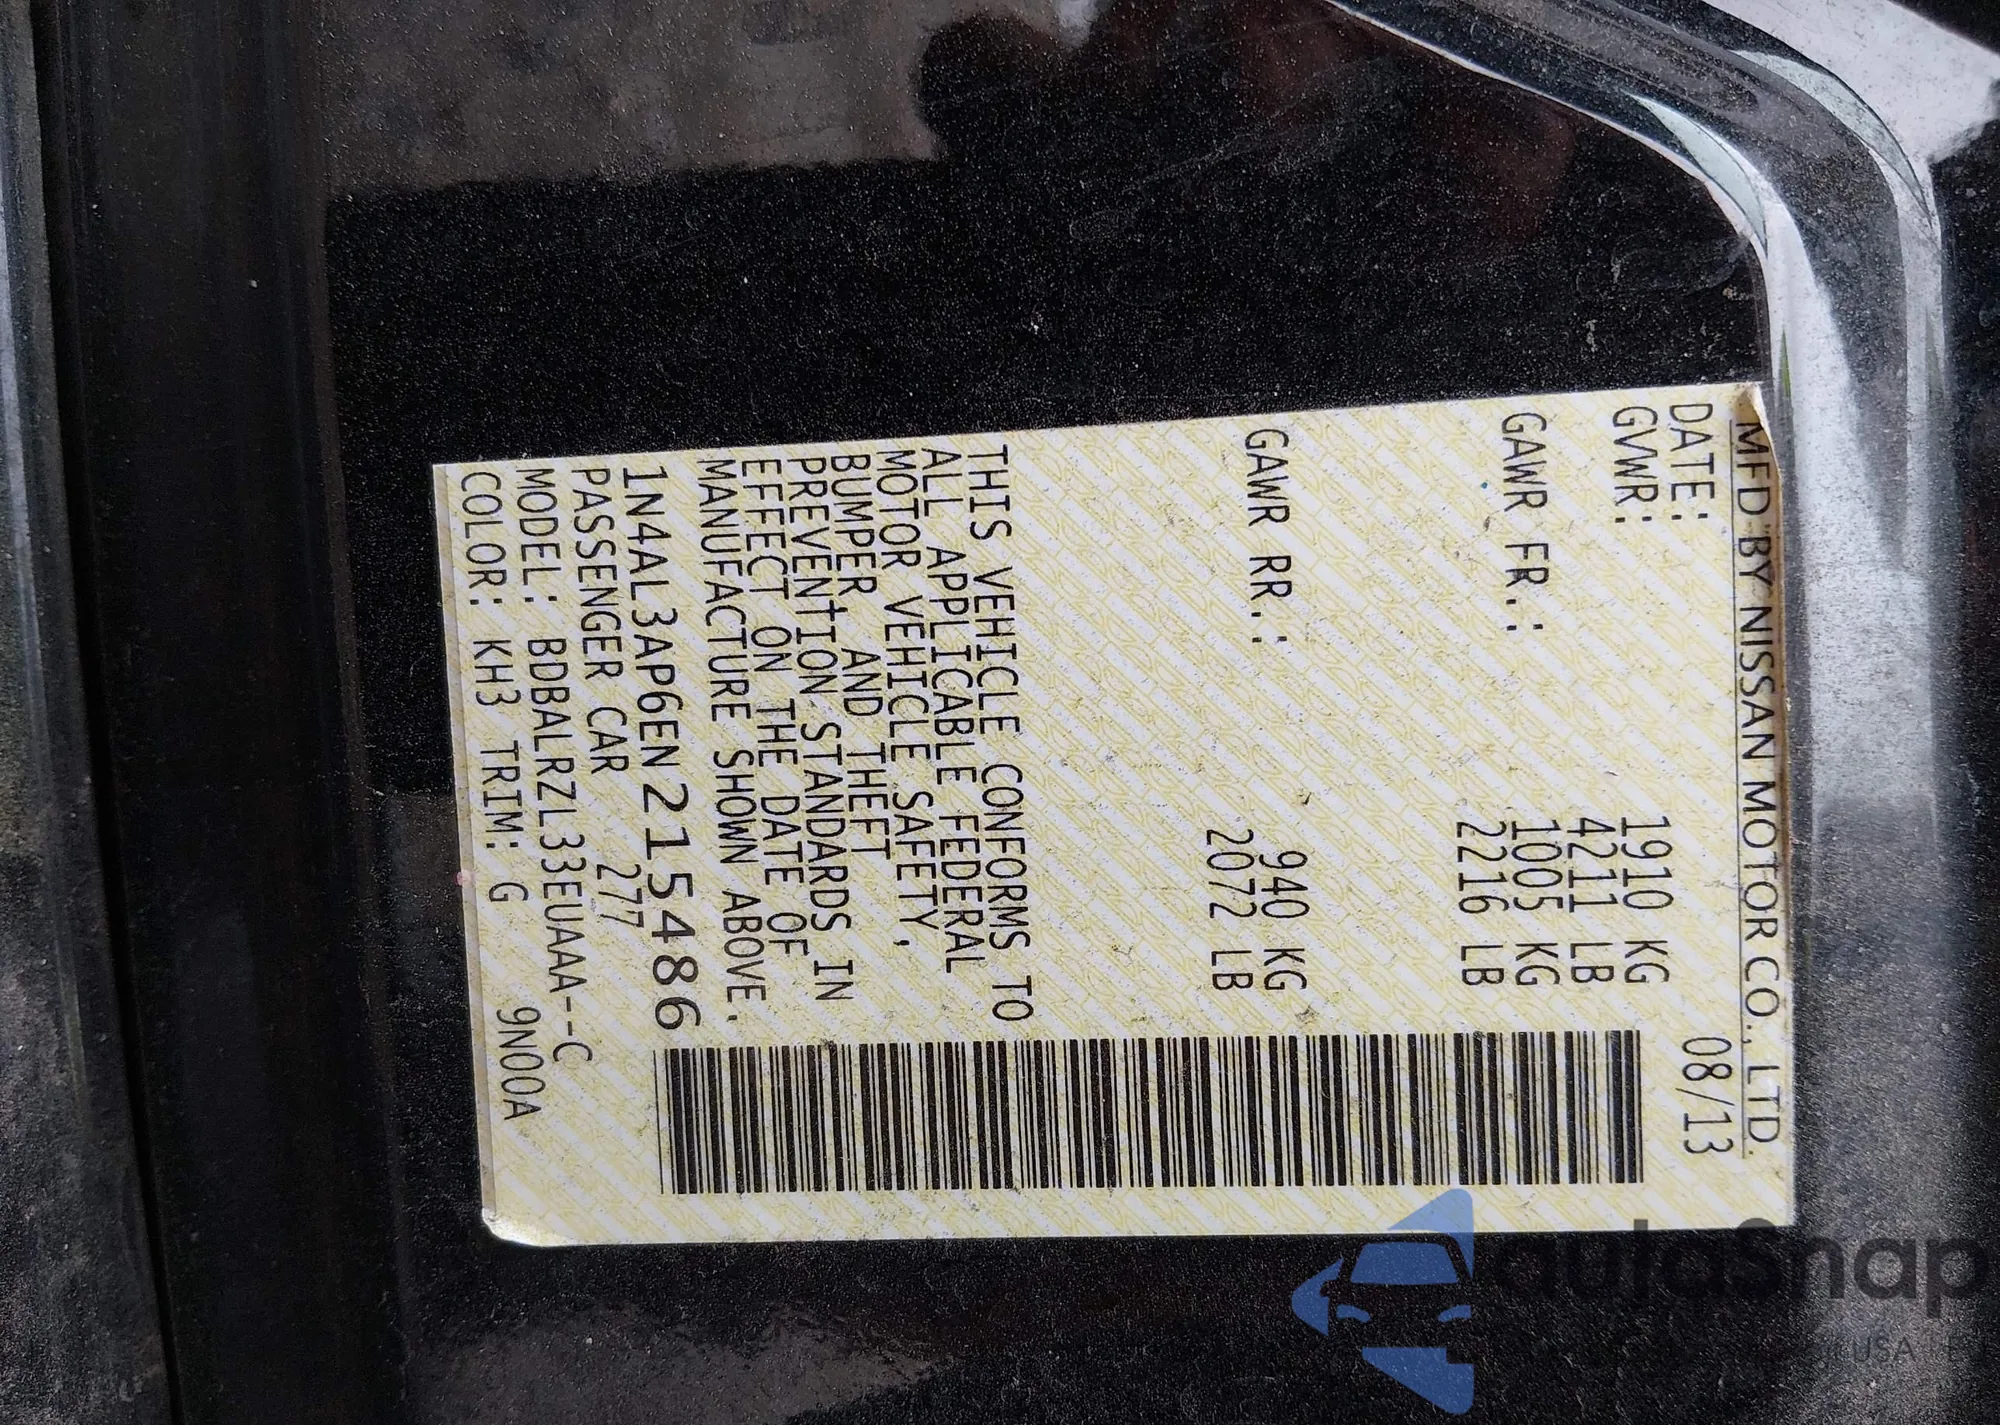 MFD BY NISSAN MOTOR CO., LTD.
DATE: 08/13
GVWR: 1910 KG
4211 LB
GAWR FR.: 1005 KG
2216 LB
GAWR RR.: 940 KG
2072 LB
THIS VEHICLE CONFORMS TO
ALL APPLICABLE FEDERAL
MOTOR VEHICLE SAFETY,
BUMPER AND THEFT
PREVENTION STANDARDS IN
EFFECT ON THE DATE OF
MANUFACTURE SHOWN ABOVE.
1N4AL3AP6EN215486
PASSENGER CAR 277
MODEL: BDBALRZL33EUAAA--C
COLOR: KH3 TRIM: G 9N00A
autaSnap
USA